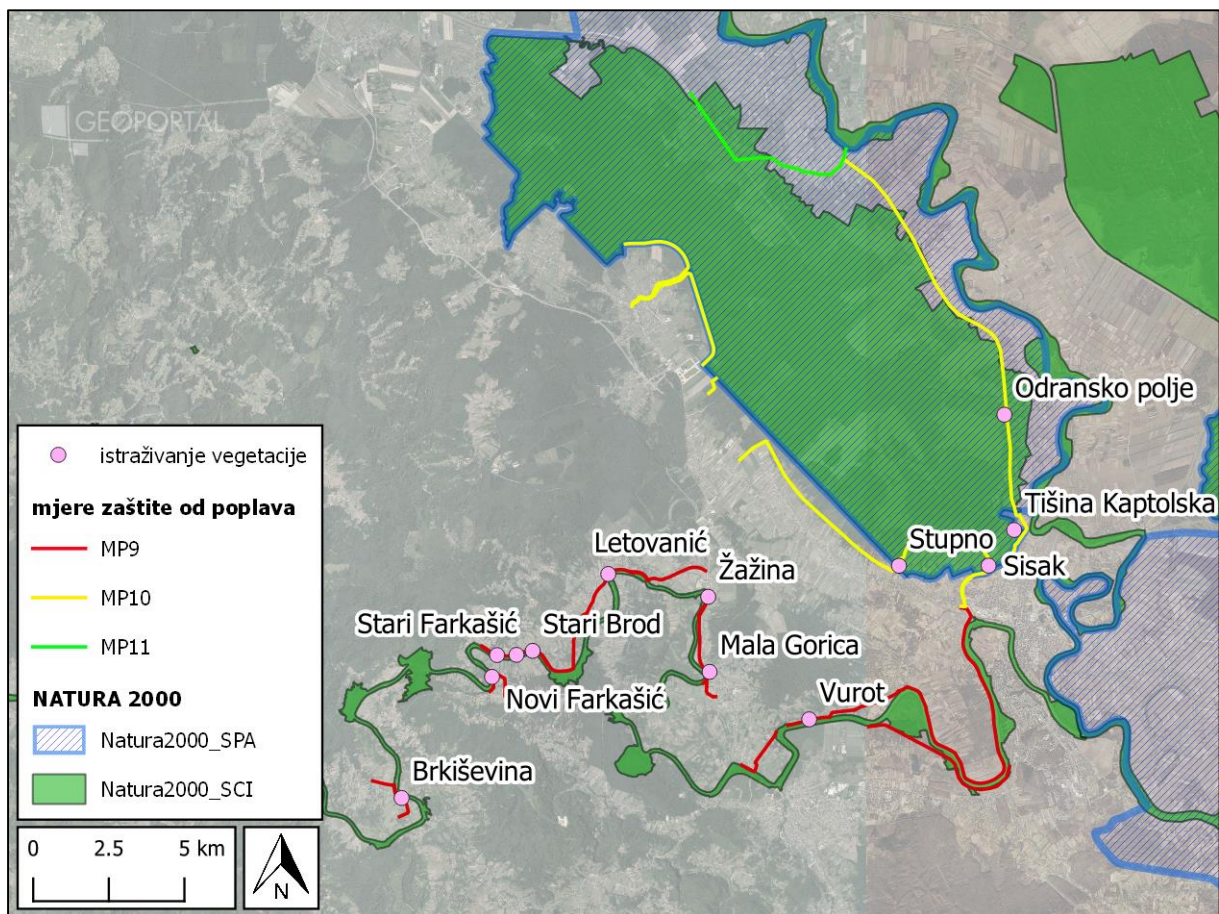 GEOPORTAL
Odransko polje
Tišina Kaptolska
Stupno
Sisak
Letovanić
Žažina
Stari Farkašić
Stari Brod
Mala Gorica
Novi Farkašić
Vurot
Brkiševina
istraživanje vegetacije
mjere zaštite od poplava
MP9
MP10
MP11
NATURA 2000
Natura2000_SPA
Natura2000_SCI
0 2.5 5 km
N